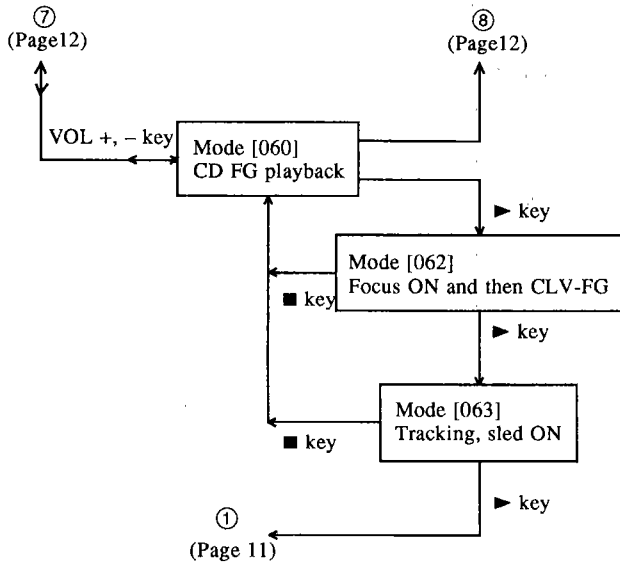 ⑦
(Page12)
⑧
(Page12)
VOL +, − key
Mode [060]
CD FG playback
► key
Mode [062]
Focus ON and then CLV-FG
■ key
► key
Mode [063]
Tracking, sled ON
■ key
► key
①
(Page 11)